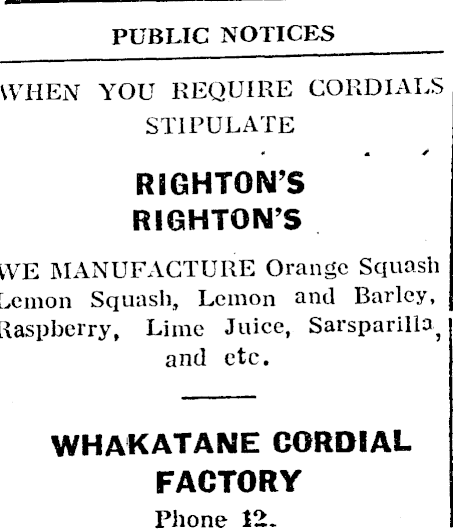 PUBLIC NOTICES
WHEN YOU REQUIRE CORDIALS
STIPULATE
RIGHTON'S
RIGHTON'S
WE MANUFACTURE Orange Squash
Lemon Squash, Lemon and Barley,
Raspberry, Lime Juice, Sarsparilla,
and etc.
WHAKATANE CORDIAL
FACTORY
Phone 12.